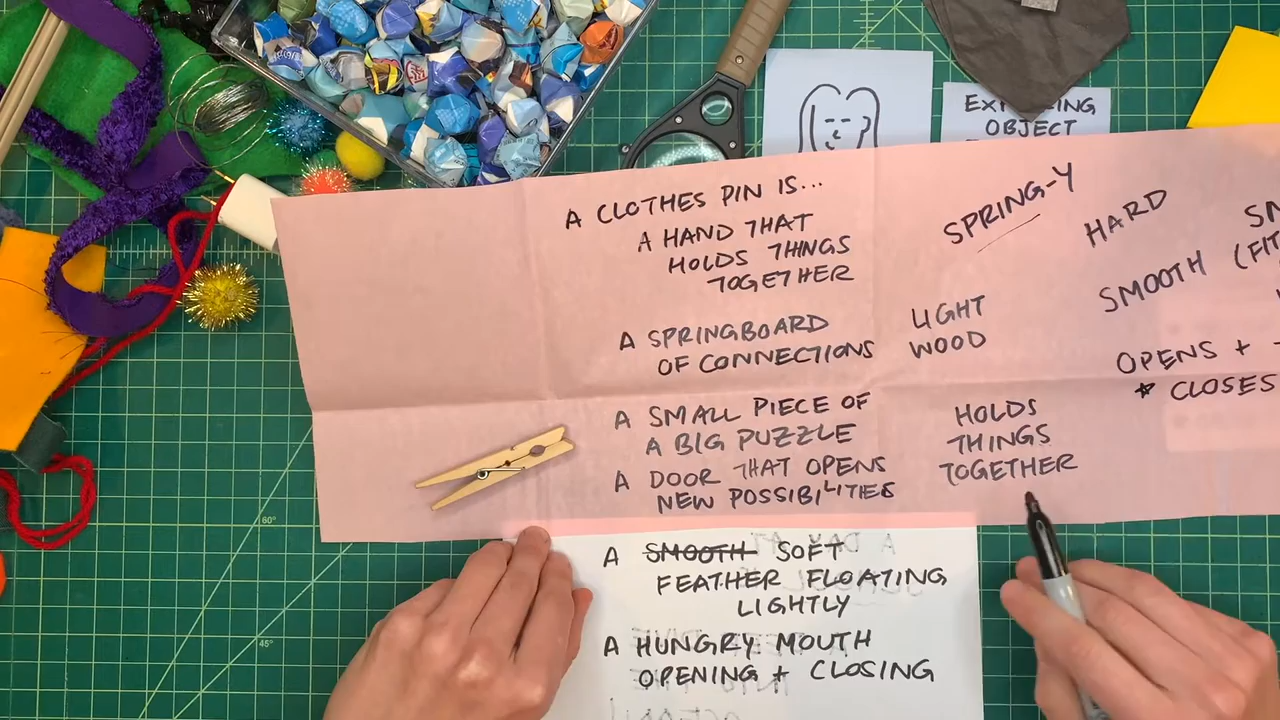 EXPLORING
OBJECT
A CLOTHES PIN IS...
A HAND THAT
HOLDS THINGS
TOGETHER
A SPRINGBOARD
OF CONNECTIONS
A SMALL PIECE OF
A BIG PUZZLE
A DOOR THAT OPENS
NEW POSSIBILITIES
SPRING-Y
HARD
SMOOTH
LIGHT
WOOD
OPENS +
* CLOSES
HOLDS
THINGS
TOGETHER
A SMOOTH SOFT
FEATHER FLOATING
LIGHTLY
A HUNGRY MOUTH
OPENING + CLOSING